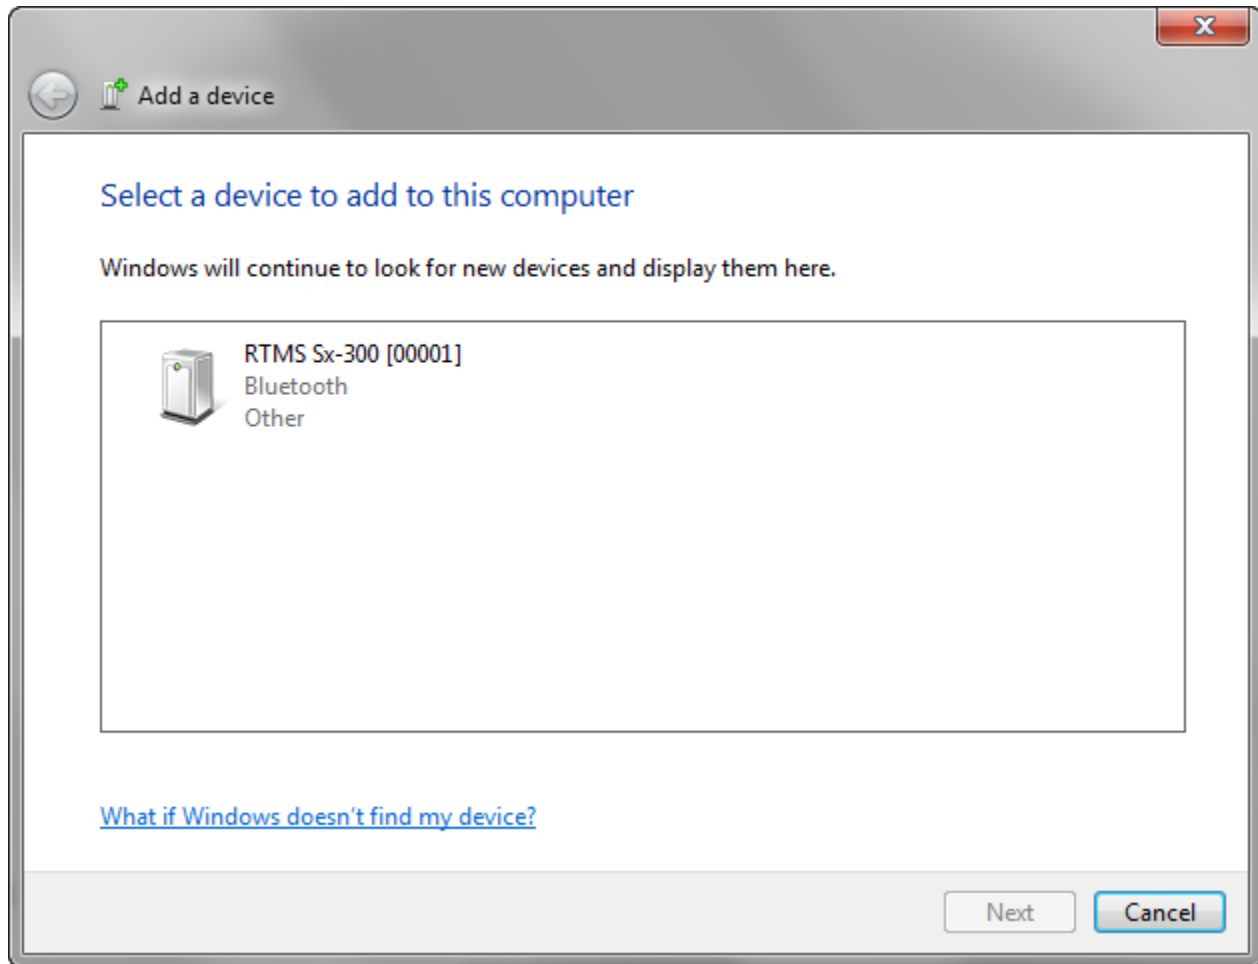 Add a device
Select a device to add to this computer
Windows will continue to look for new devices and display them here.
RTMS Sx-300 [00001]
Bluetooth
Other
What if Windows doesn't find my device?
Next
Cancel